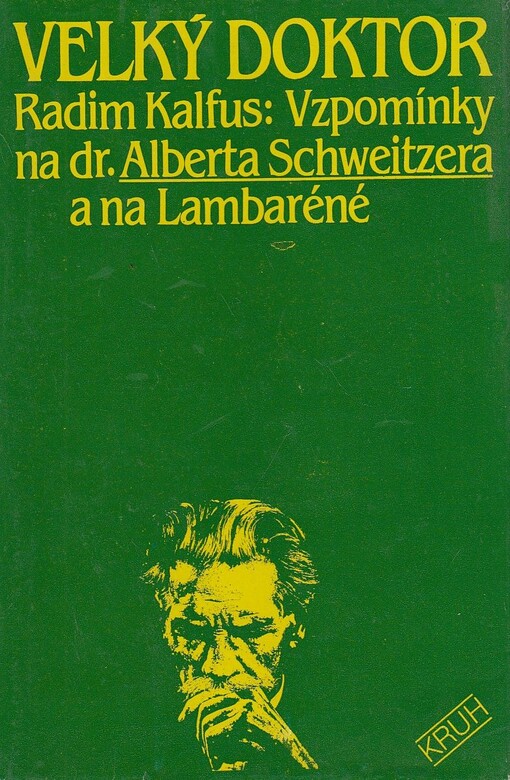 VELKÝ DOKTOR
Radim Kalfus: Vzpomínky
na dr. Alberta Schweitzera
a na Lambaréné
KRUH